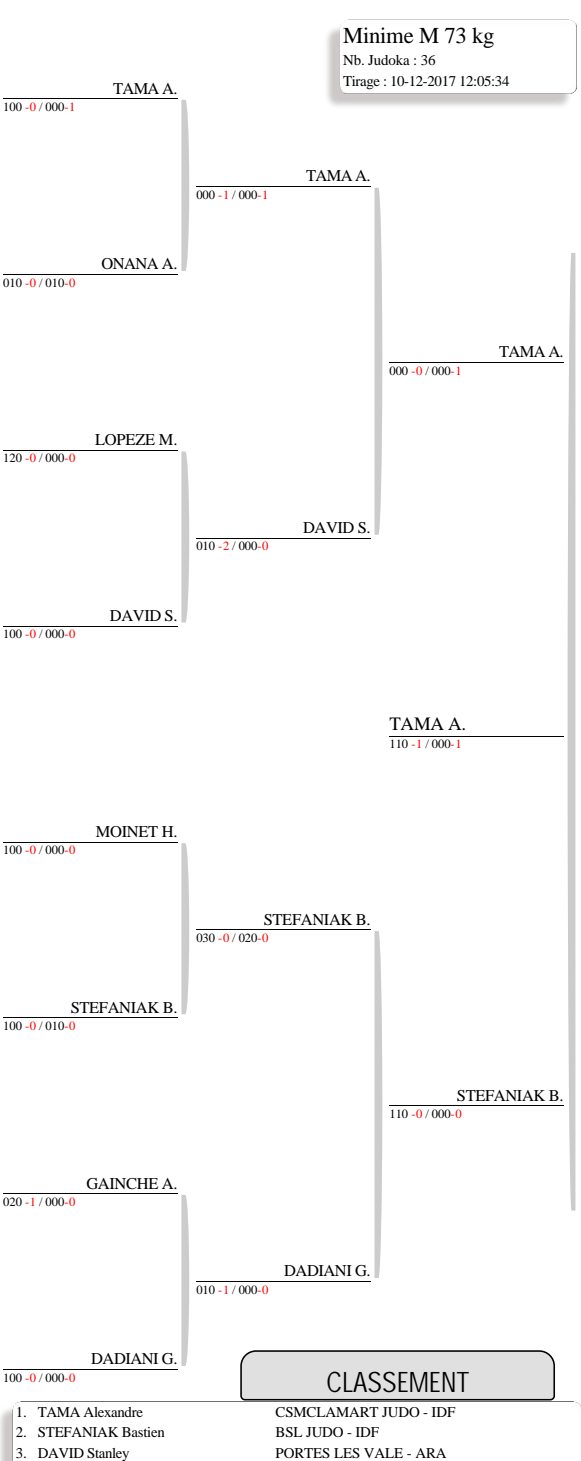 Minime M 73 kg
Nb. Judoka : 36
Tirage : 10-12-2017 12:05:34
TAMA A.
100 -0 / 000-1
TAMA A.
000 -1 / 000-1
ONANA A.
010 -0 / 010-0
TAMA A.
000 -0 / 000-1
LOPEZE M.
120 -0 / 000-0
DAVID S.
010 -2 / 000-0
DAVID S.
100 -0 / 000-0
TAMA A.
110 -1 / 000-1
MOINET H.
100 -0 / 000-0
STEFANIAK B.
030 -0 / 020-0
STEFANIAK B.
100 -0 / 010-0
STEFANIAK B.
110 -0 / 000-0
GAINCHE A.
020 -1 / 000-0
DADIANI G.
010 -1 / 000-0
DADIANI G.
100 -0 / 000-0
CLASSEMENT
1. TAMA Alexandre CSMCLAMART JUDO - IDF
2. STEFANIAK Bastien BSL JUDO - IDF
3. DAVID Stanley PORTES LES VALE - ARA